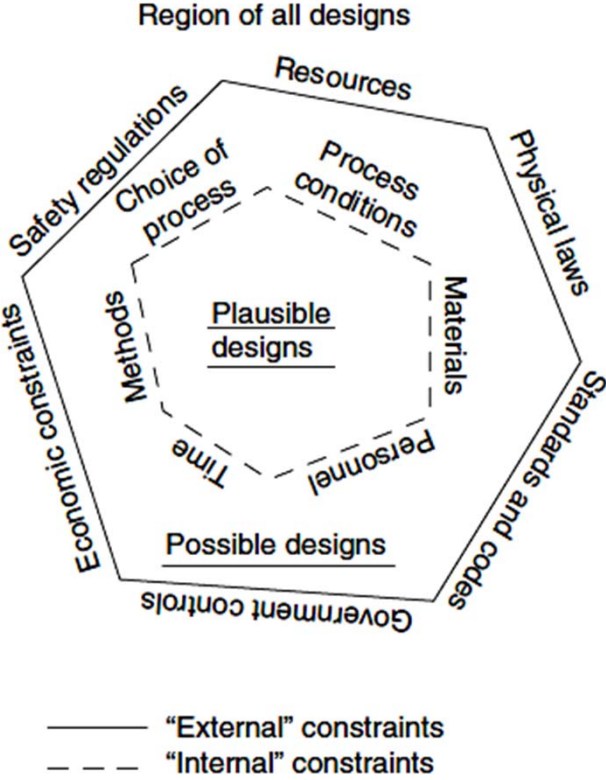 Region of all designs
Resources
Physical laws
Standards and codes
Government controls
Economic constraints
Safety regulations
Choice of
process
Process
conditions
Materials
Personnel
Time
Methods
Plausible
designs
Possible designs
“External” constraints
“Internal” constraints